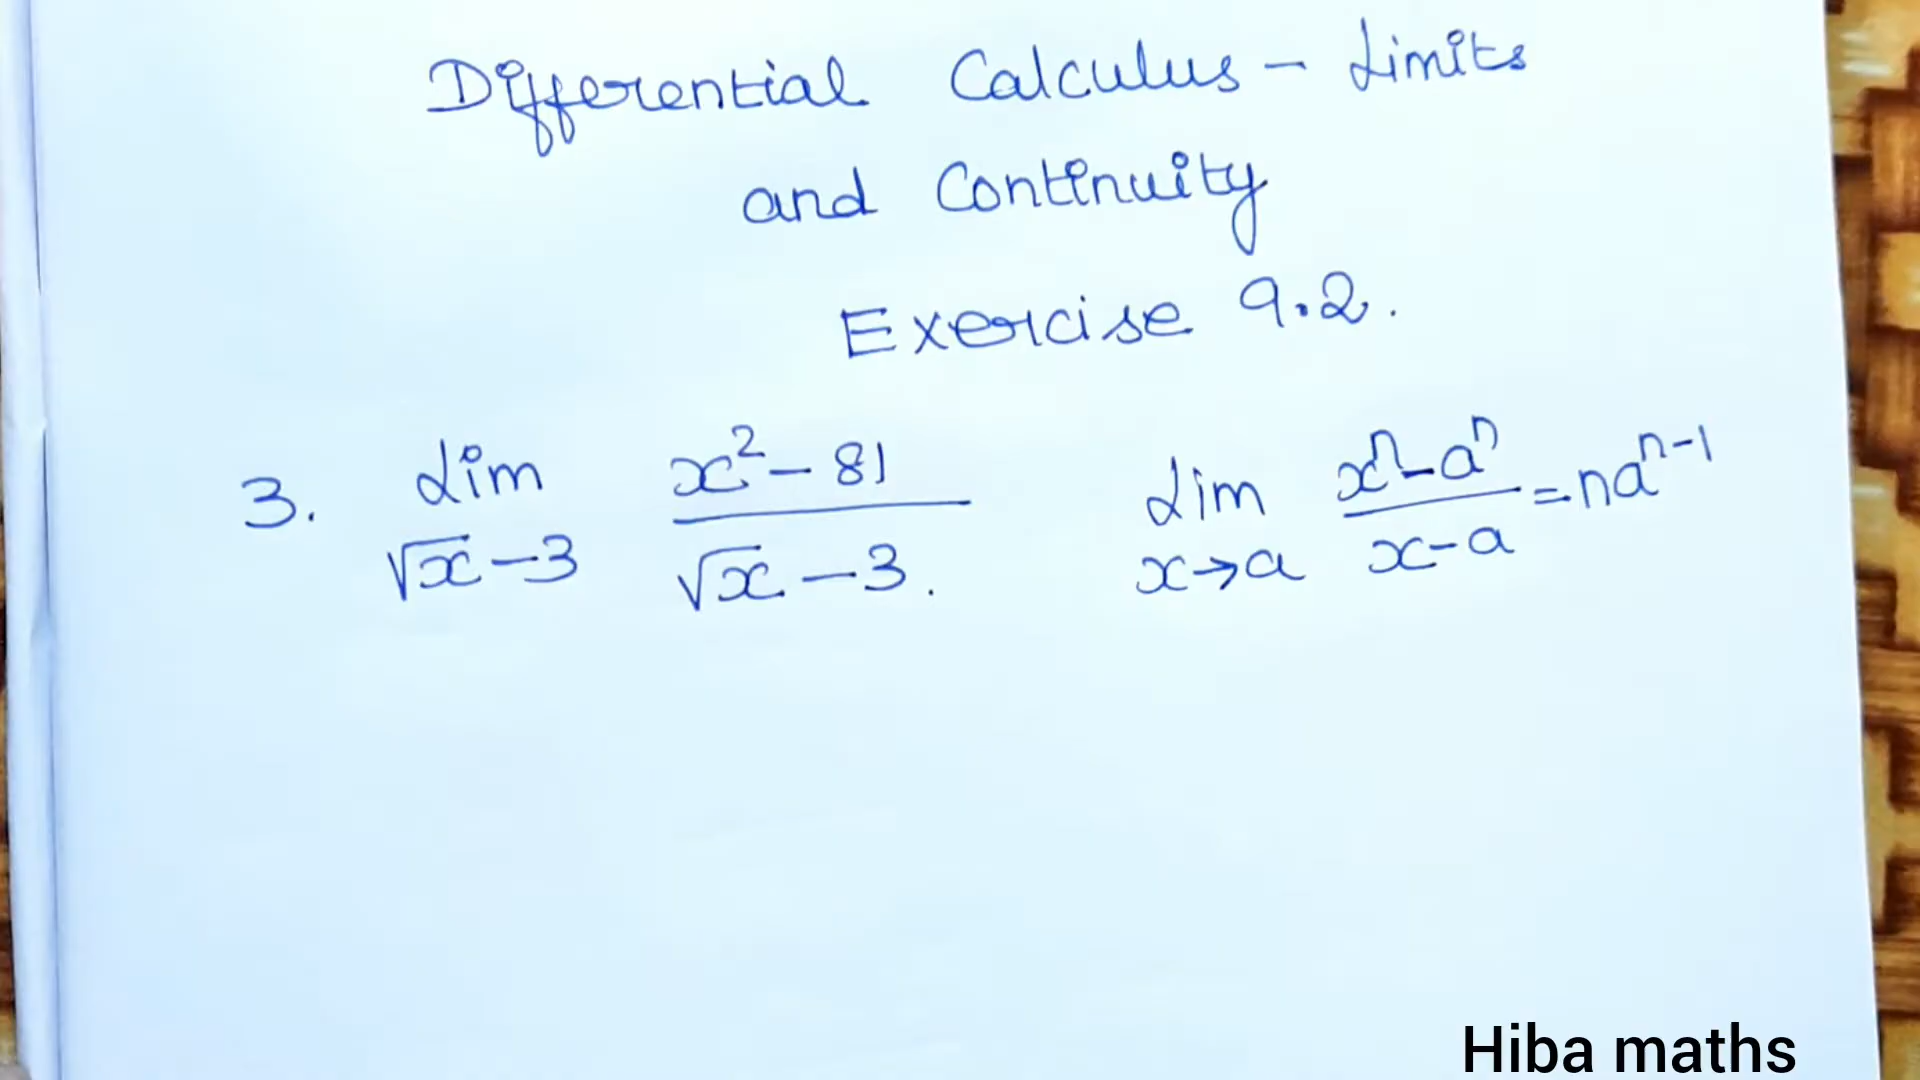 Differential Calculus - Limits
and Continuity
Exercise 9.2.
3. Lim x² - 81 Lim xⁿ - aⁿ = naⁿ⁻¹
√x - 3 √x - 3. x→a x - a
Hiba maths